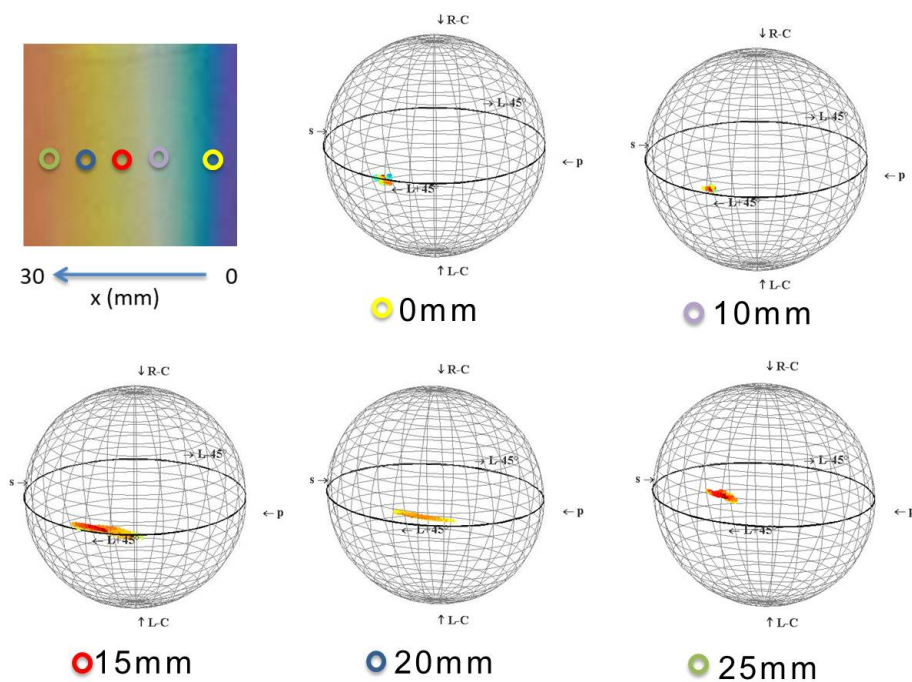 ↓ R-C
→ L-45°
s →
← p
← L+45°
↑ L-C
0mm
↓ R-C
→ L-45°
s →
← p
← L+45°
↑ L-C
10mm
30 0
x (mm)
↓ R-C
→ L-45°
s →
← p
← L+45°
↑ L-C
15mm
↓ R-C
→ L-45°
s →
← p
← L+45°
↑ L-C
20mm
↓ R-C
→ L-45°
s →
← p
← L+45°
↑ L-C
25mm